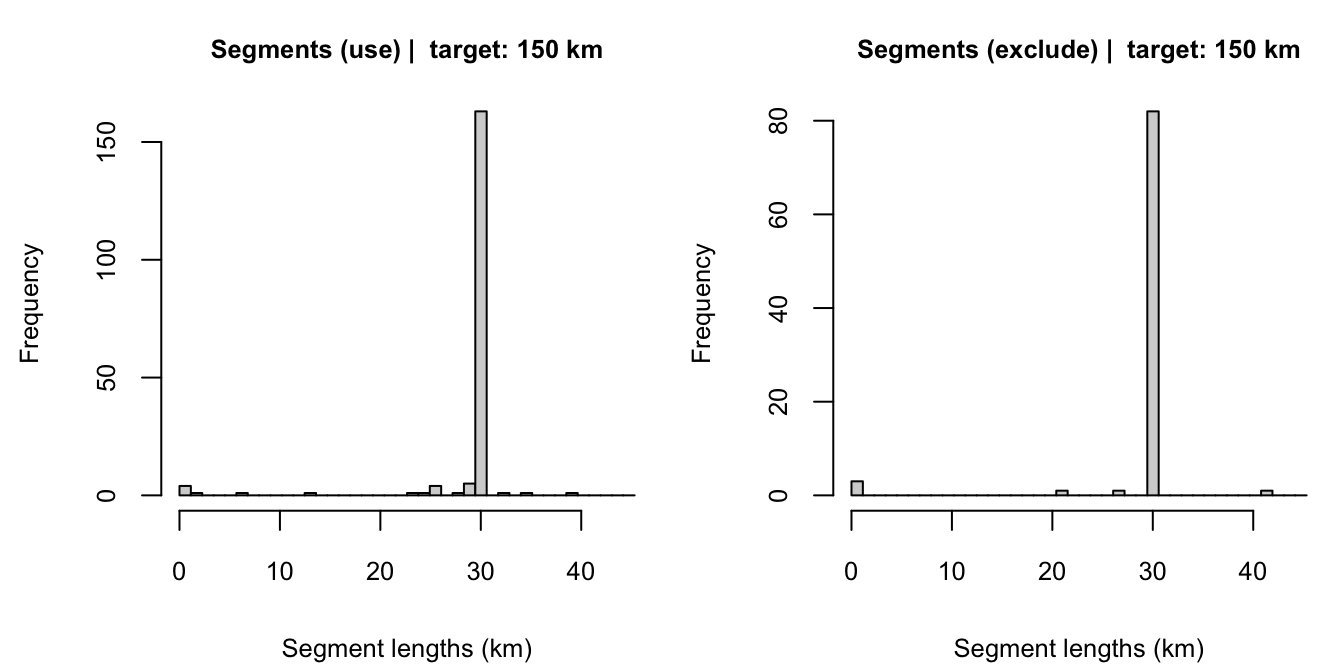 Segments (use) |  target: 150 km
Frequency
0
50
100
150
0 10 20 30 40
Segment lengths (km)
Segments (exclude) |  target: 150 km
Frequency
0
20
40
60
80
0 10 20 30 40
Segment lengths (km)